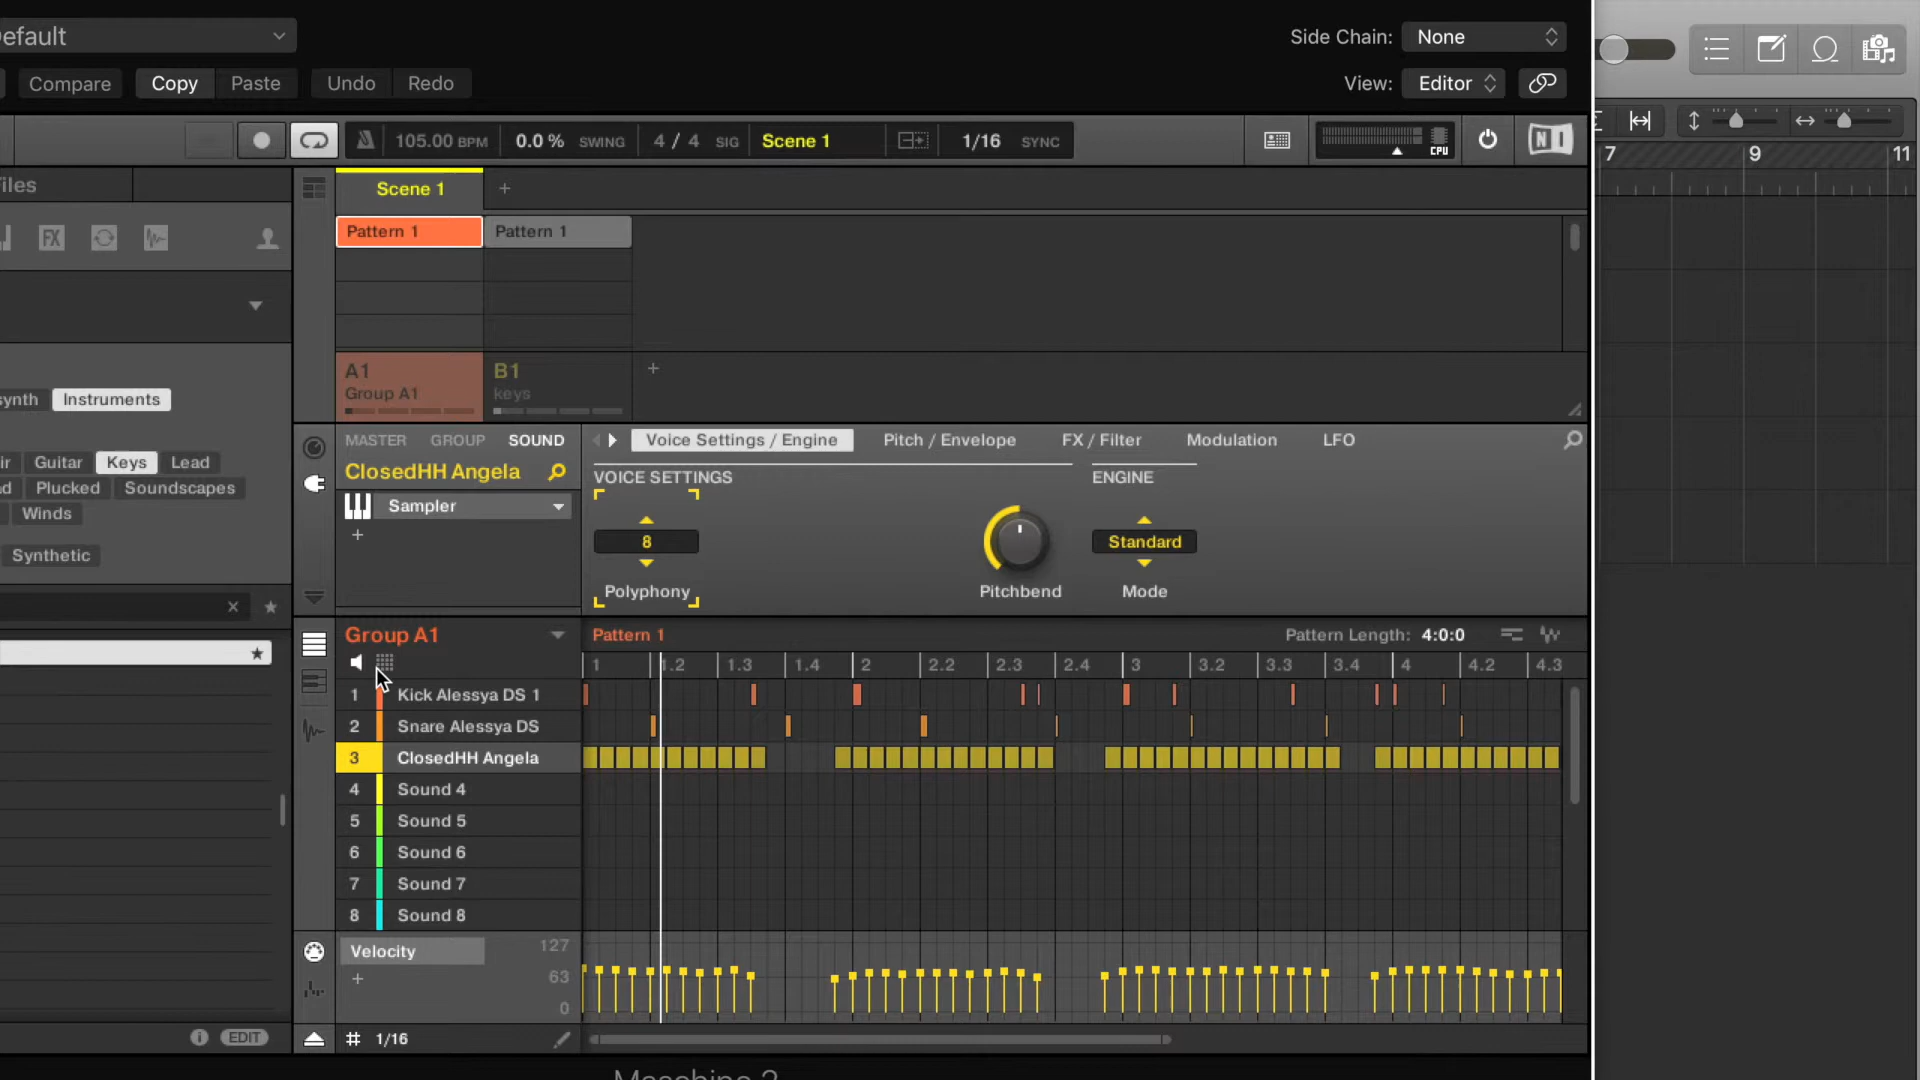 Default
Side Chain: None
Compare Copy Paste Undo Redo
View: Editor
105.00 BPM 0.0 % SWING 4 / 4 SIG Scene 1 1/16 SYNC
CPU
NI
7 9 11
Files
Scene 1 +
FX
Pattern 1 Pattern 1
A1 B1 +
Group A1 keys
synth Instruments
Guitar Keys Lead
Plucked Soundscapes
Winds
Synthetic
MASTER GROUP SOUND
Voice Settings / Engine Pitch / Envelope FX / Filter Modulation LFO
ClosedHH Angela
VOICE SETTINGS ENGINE
Sampler
+
8 Standard
Polyphony Pitchbend Mode
Group A1
Pattern 1 Pattern Length: 4:0:0
1 1.2 1.3 1.4 2 2.2 2.3 2.4 3 3.2 3.3 3.4 4 4.2 4.3
1 Kick Alessya DS 1
2 Snare Alessya DS
3 ClosedHH Angela
4 Sound 4
5 Sound 5
6 Sound 6
7 Sound 7
8 Sound 8
Velocity 127
+ 63
0
i EDIT
# 1/16
Maschine 2